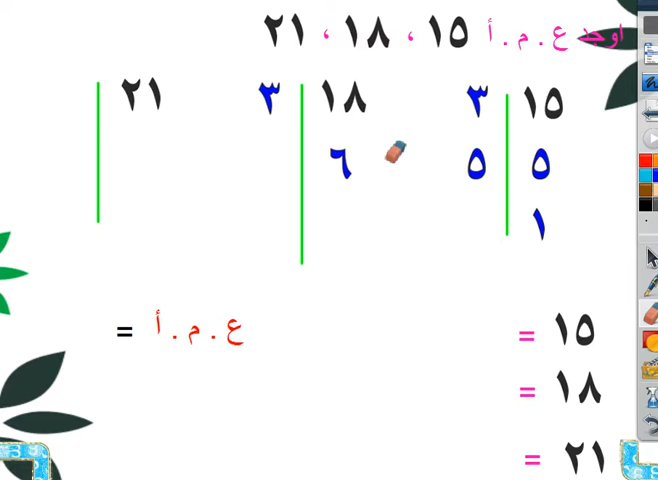 اوجد ع . م . أ ١٥ ، ١٨ ، ٢١
١٥ ٣ ١٨ ٣ ٢١
٥ ٥ ٦
١
١٥ =
ع . م . أ =
١٨ =
٢١ =